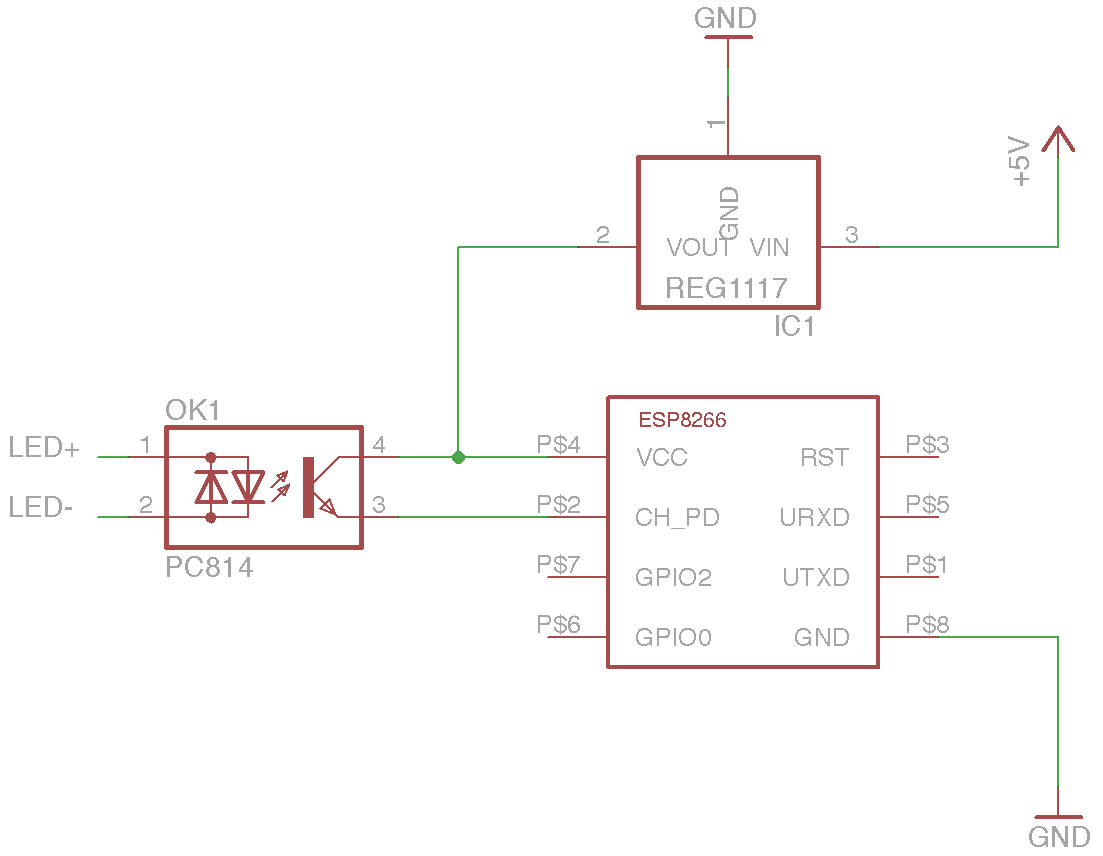 GND
1
+5V
GND
2
VOUT
VIN
3
REG1117
IC1
OK1
LED+
1
4
LED-
2
3
PC814
ESP8266
P$4
VCC
RST
P$3
P$2
CH_PD
URXD
P$5
P$7
GPIO2
UTXD
P$1
P$6
GPIO0
GND
P$8
GND